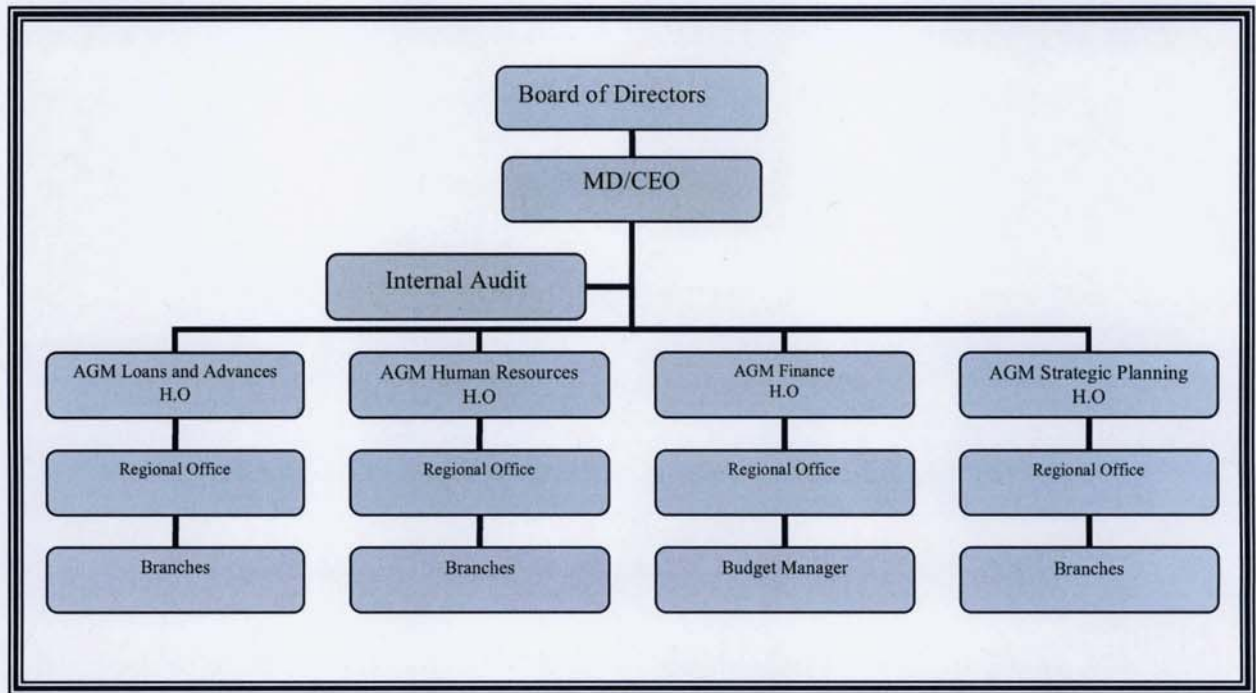 Board of Directors
MD/CEO
Internal Audit
AGM Loans and Advances
H.O
AGM Human Resources
H.O
AGM Finance
H.O
AGM Strategic Planning
H.O
Regional Office
Regional Office
Regional Office
Regional Office
Branches
Branches
Budget Manager
Branches